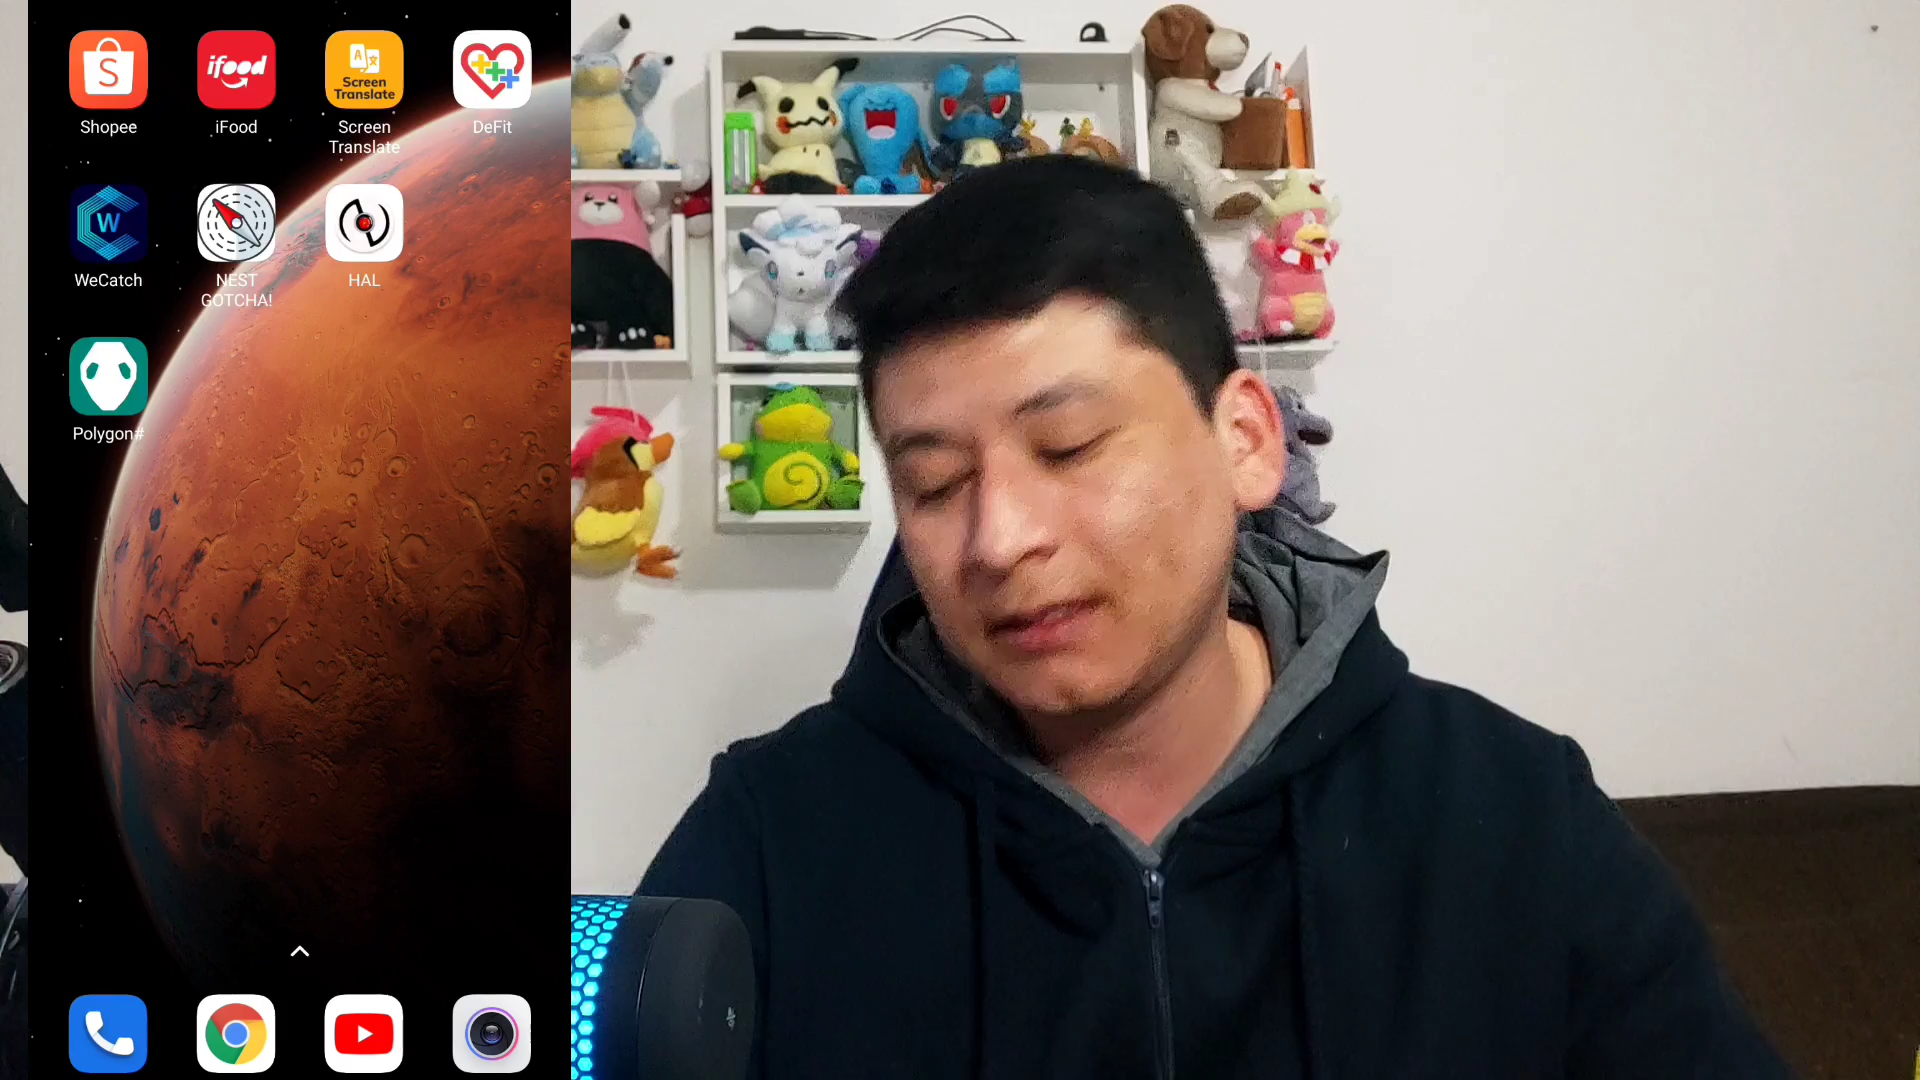 S
ifood
A
Screen
Translate
Shopee
iFood
Screen
Translate
DeFit
W
WeCatch
NEST
GOTCHA!
HAL
Polygon#